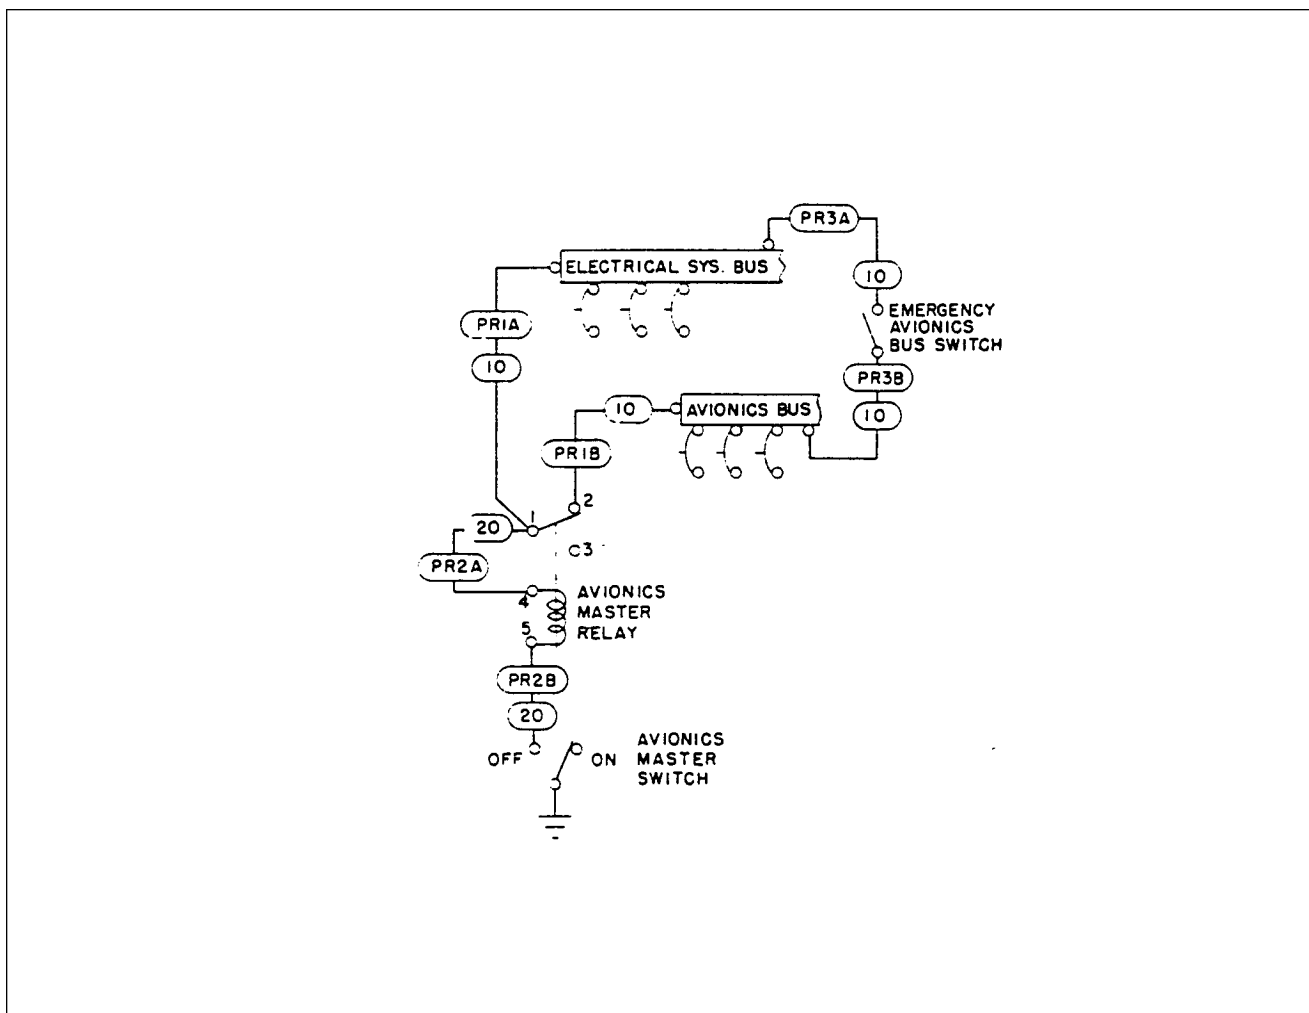 PR3A
ELECTRICAL SYS. BUS
10
EMERGENCY
AVIONICS
BUS SWITCH
PR1A
10
PR3B
10
AVIONICS BUS
10
PR1B
2
1
20
3
PR2A
4
AVIONICS
MASTER
RELAY
5
PR2B
20
OFF
ON
AVIONICS
MASTER
SWITCH